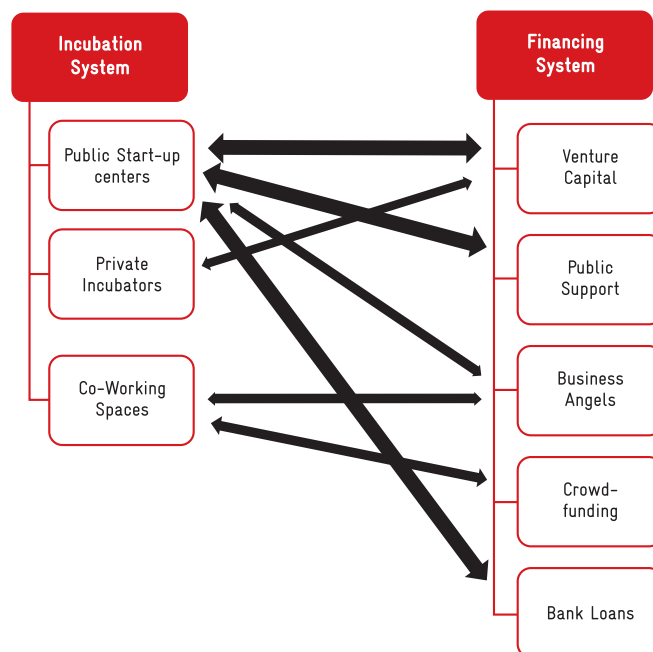 Incubation
System
Public Start-up
centers
Private
Incubators
Co-Working
Spaces
Financing
System
Venture
Capital
Public
Support
Business
Angels
Crowd-
funding
Bank Loans